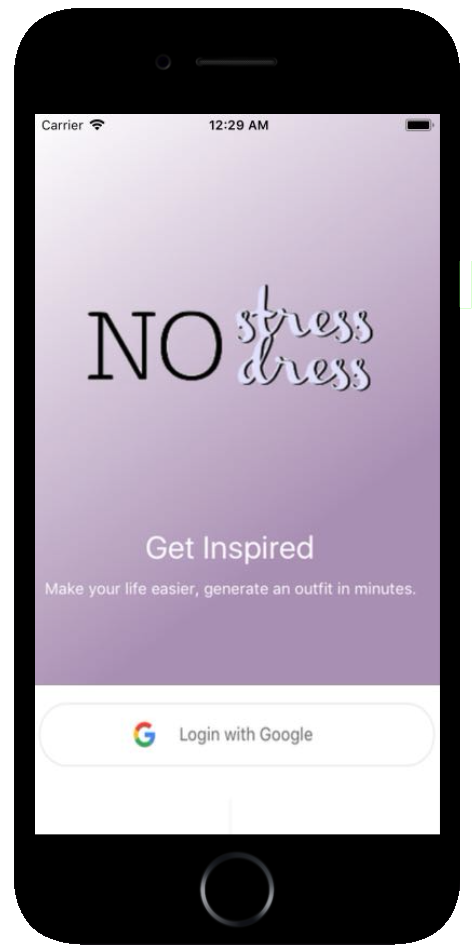 Carrier 12:29 AM
NO stress
dress
Get Inspired
Make your life easier, generate an outfit in minutes.
Login with Google